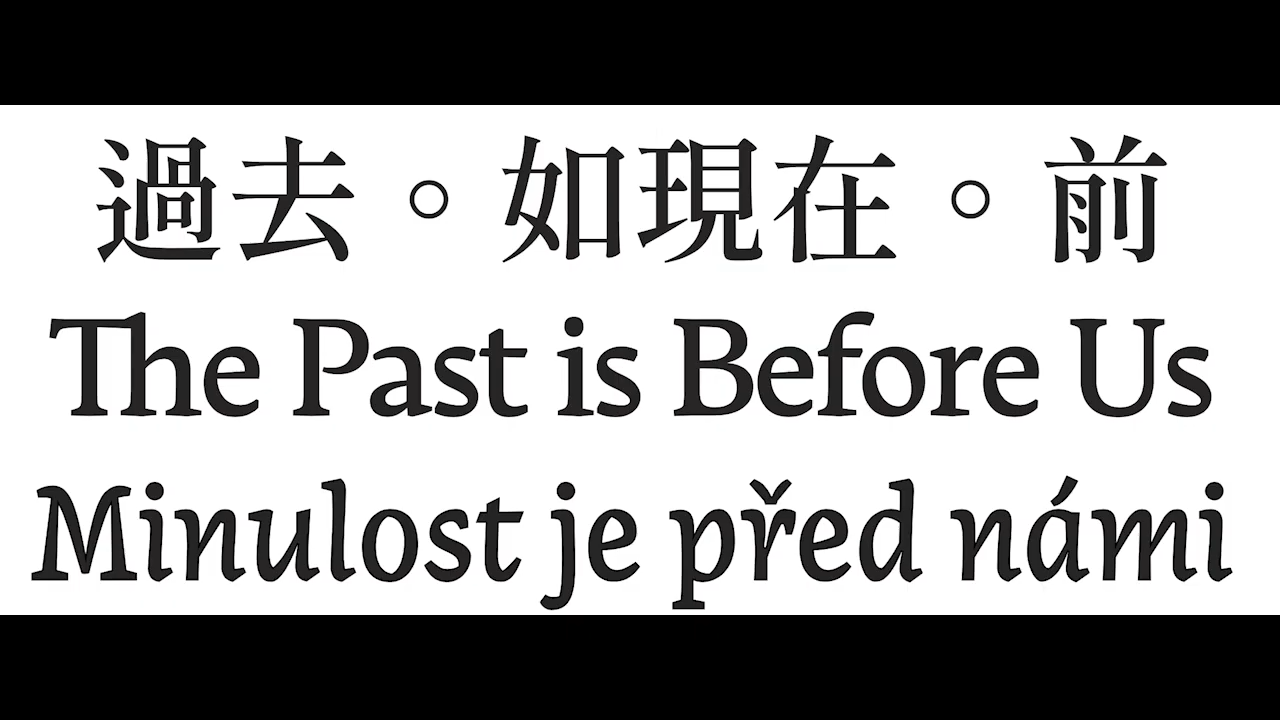 過去。如現在。前
The Past is Before Us
Minulost je před námi